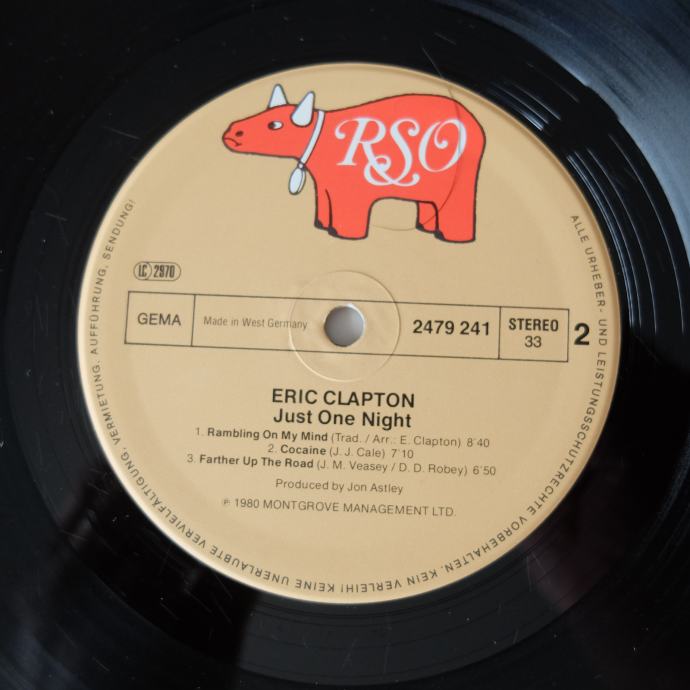 RSO
LC 2970
GEMA
Made in West Germany
2479 241
STEREO
33
2
ERIC CLAPTON
Just One Night
1. Rambling On My Mind (Trad. / Arr.: E. Clapton) 8'40
2. Cocaine (J. J. Cale) 7'10
3. Farther Up The Road (J. M. Veasey / D. D. Robey) 6'50
Produced by Jon Astley
℗ 1980 MONTGROVE MANAGEMENT LTD.
ALLE URHEBER- UND LEISTUNGSSCHUTZRECHTE VORBEHALTEN. KEIN VERLEIH! KEINE UNERLAUBTE VERVIELFÄLTIGUNG, VERMIETUNG, AUFFÜHRUNG, SENDUNG!